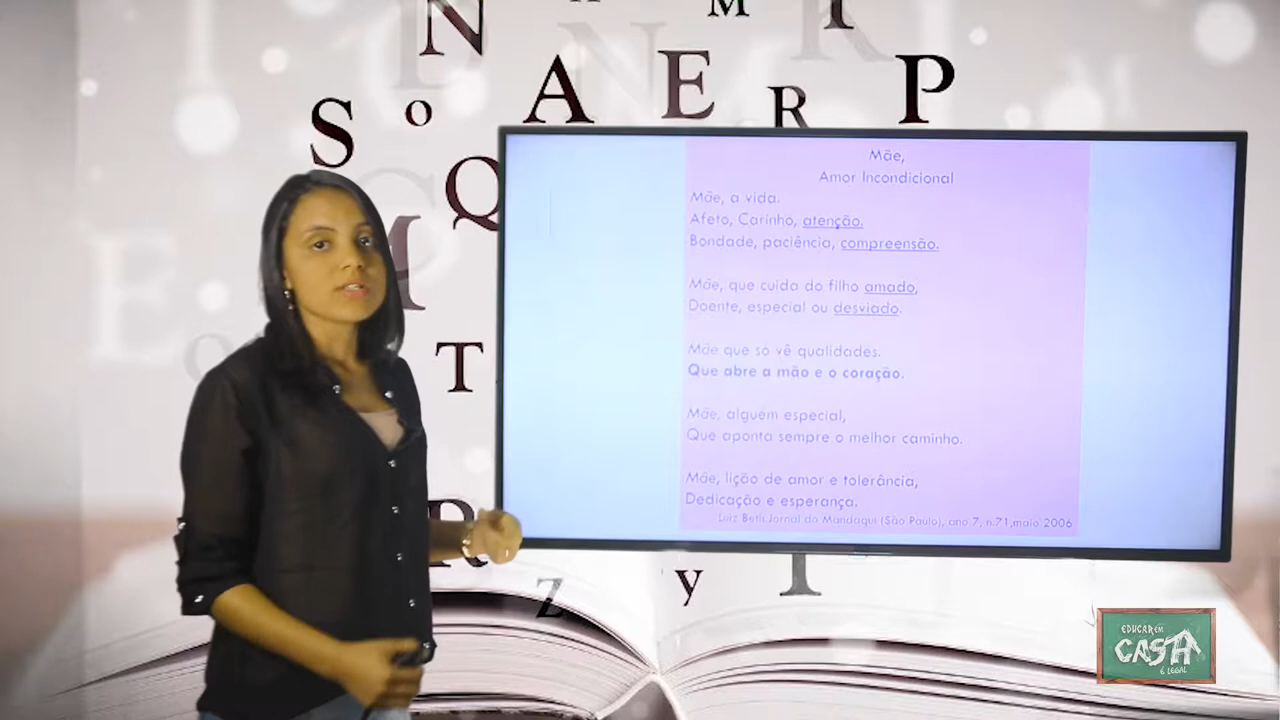 N M I
S o A E R P
Q
T
R
Z y I
Mãe,
Amor Incondicional
Mãe, a vida.
Afeto, Carinho, atenção.
Bondade, paciência, compreensão.
Mãe, que cuida do filho amado,
Doente, especial ou desviado.
Mãe que só vê qualidades.
Que abre a mão e o coração.
Mãe, alguem especial,
Que aponta sempre o melhor caminho.
Mãe, lição de amor e tolerância,
Dedicação e esperança.
Luiz Beth.Jornal do Mandaqui (São Paulo), ano 7, n.71,maio 2006
EDUCAR EM
CASA
É LEGAL